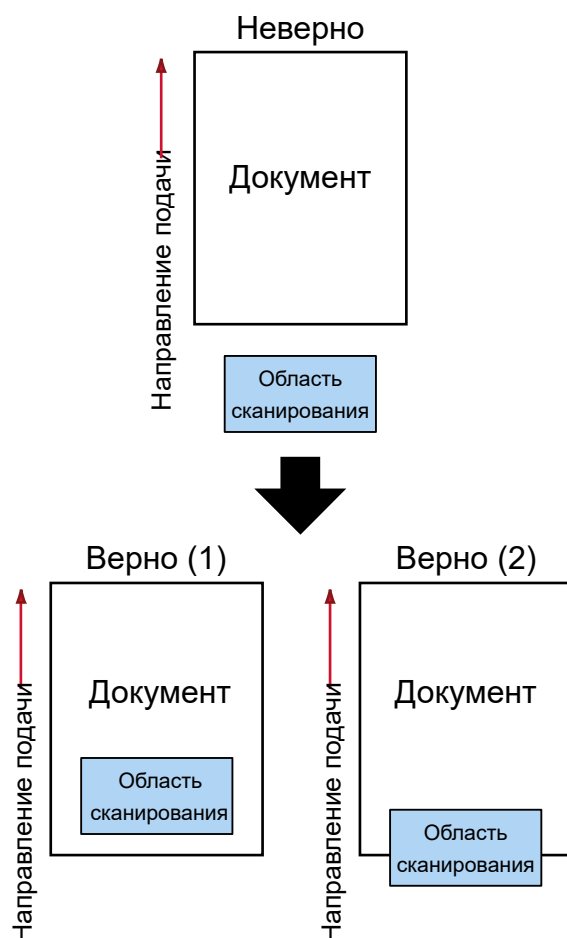 Неверно
Направление подачи
Документ
Область
сканирования
Верно (1)
Верно (2)
Направление подачи
Документ
Область
сканирования
Направление подачи
Документ
Область
сканирования